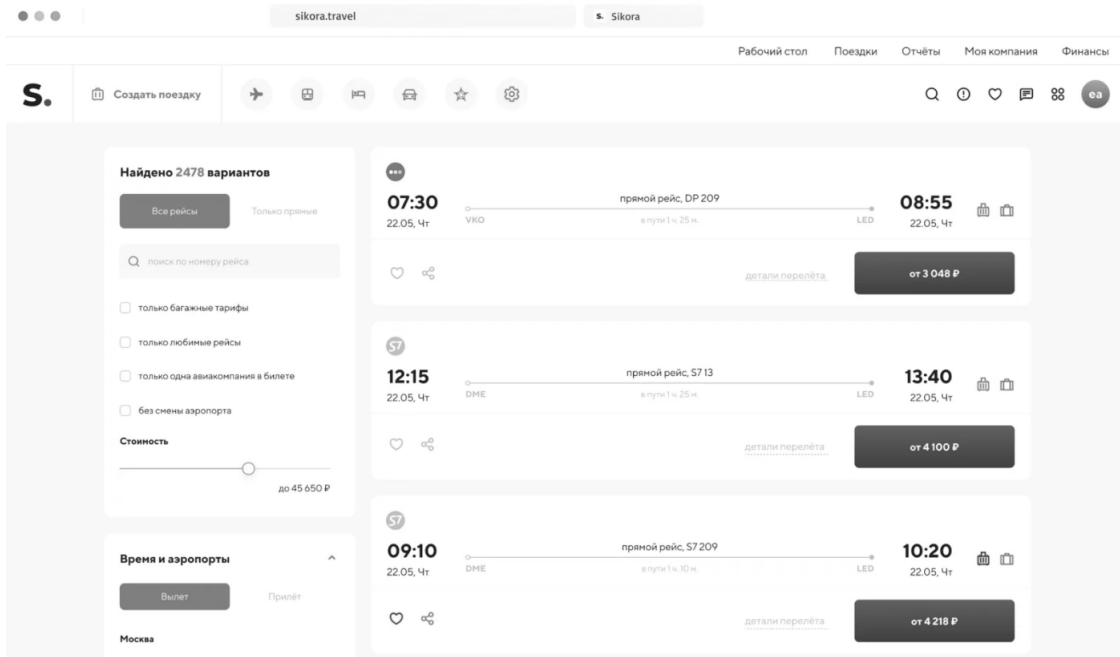 sikora.travel
S. Sikora
Рабочий стол Поездки Отчёты Моя компания Финансы
S. Создать поездку
ea
Найдено 2478 вариантов
Все рейсы Только прямые
поиск по номеру рейса
только багажные тарифы
только любимые рейсы
только одна авиакомпания в билете
без смены аэропорта
Стоимость
до 45 650 ₽
Время и аэропорты
Вылет Прилёт
Москва
07:30 прямой рейс, DP 209 08:55
22.05, Чт VKO в пути 1 ч. 25 м. LED 22.05, Чт
детали перелёта от 3 048 ₽
S7
12:15 прямой рейс, S7 13 13:40
22.05, Чт DME в пути 1 ч. 25 м. LED 22.05, Чт
детали перелёта от 4 100 ₽
S7
09:10 прямой рейс, S7 209 10:20
22.05, Чт DME в пути 1 ч. 10 м. LED 22.05, Чт
детали перелёта от 4 218 ₽